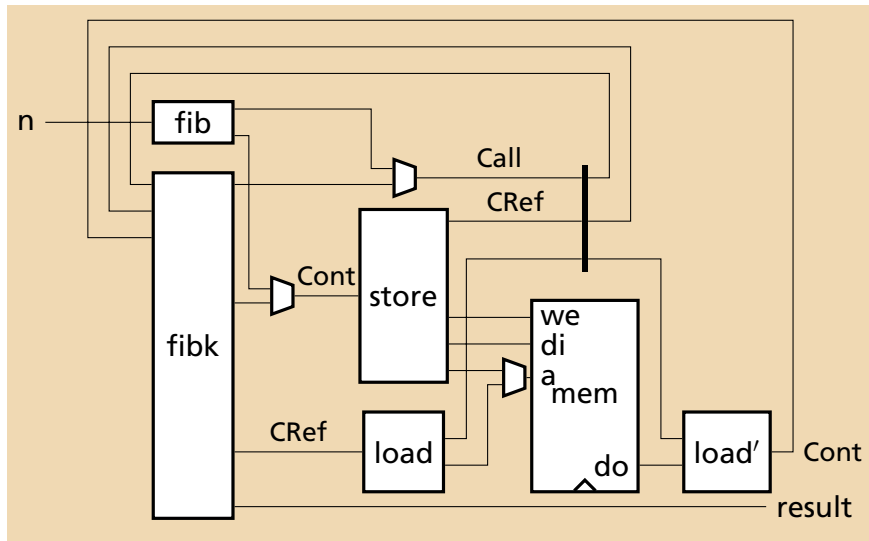 n
fib
Call
CRef
Cont
store
fibk
we
di
a
mem
CRef
load
do
load′
Cont
result